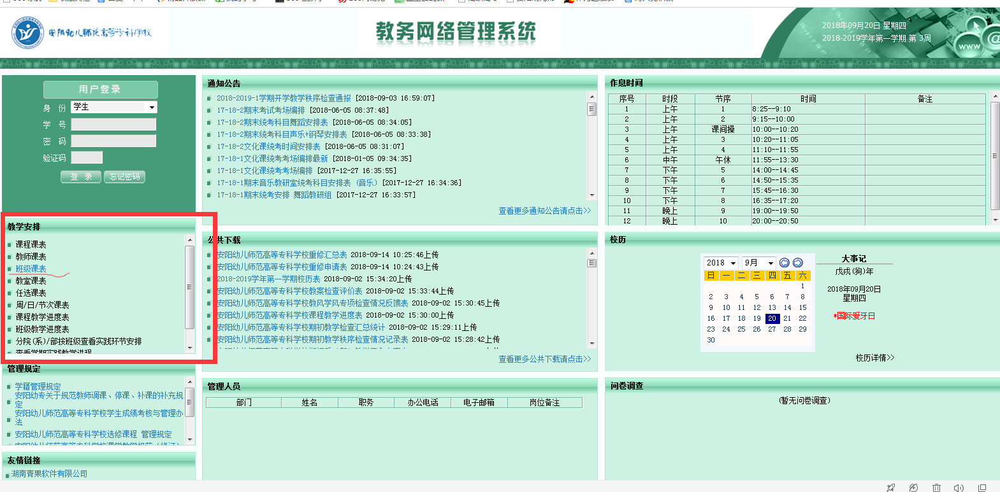 安阳幼儿师范高等专科学校
教务网络管理系统
2018年09月20日 星期四
2018-2019学年第一学期 第 3周
www @
用户登录
身 份 学生
学 号
密 码
验证码
登 录 忘记密码
教学安排
课程课表
教师课表
班级课表
教室课表
任选课表
周/日/节次课表
课程教学进度表
班级教学进度表
分院(系)/部按班级查看实践环节安排
查看学期实践教学进程
管理规定
学籍管理规定
安阳幼专关于规范教师调课、停课、补课的补充规定
安阳幼儿师范高等专科学校学生成绩考核与管理办法
安阳幼儿师范高等专科学校选修课程 管理规定
友情链接
湖南青果软件有限公司
通知公告
2018-2019-1学期开学教学秩序检查通报 [2018-09-03 16:59:07]
17-18-2期末考试考场编排 [2018-06-05 08:37:48]
17-18-2期末统考科目舞蹈安排表 [2018-06-05 08:34:05]
17-18-2期末统考科目声乐+钢琴安排表 [2018-06-05 08:33:38]
17-18-2文化课统考时间安排表 [2018-06-05 08:31:07]
17-18-1文化课统考考场编排最新 [2018-01-05 09:34:35]
17-18-1文化课统考考场编排 [2017-12-27 16:35:55]
17-18-1期末音乐教研室统考科目安排表（音乐）[2017-12-27 16:34:36]
17-18-1期末统考安排 舞蹈教研组 [2017-12-27 16:33:57]
查看更多通知公告请点击>>
公共下载
安阳幼儿师范高等专科学校重修汇总表 2018-09-14 10:25:46上传
安阳幼儿师范高等专科学校重修申请表 2018-09-14 10:24:43上传
2018-2019学年第一学期校历表 2018-09-02 15:34:20上传
安阳幼儿师范高等专科学校教案检查评价表 2018-09-02 15:33:44上传
安阳幼儿师范高等专科学校教风学风专项检查情况反馈表 2018-09-02 15:30:45上传
安阳幼儿师范高等专科学校课程教学进度表 2018-09-02 15:30:00上传
安阳幼儿师范高等专科学校期初教学检查汇总统计 2018-09-02 15:29:11上传
安阳幼儿师范高等专科学校期初教学秩序检查情况记录表 2018-09-02 15:28:42上传
查看更多公共下载请点击>>
管理人员
部门 姓名 职务 办公电话 电子邮箱 岗位备注
作息时间
序号 时段 节序 时间 备注
1 上午 1 8:25--9:10
2 上午 2 9:15--10:00
3 上午 课间操 10:00--10:20
4 上午 3 10:20--11:05
5 上午 4 11:10--11:55
6 中午 午休 11:55--13:30
7 下午 5 14:00--14:45
8 下午 6 14:50--15:35
9 下午 7 15:45--16:30
10 下午 8 16:35--17:20
11 晚上 9 19:00--19:50
12 晚上 10 20:00--20:50
校历
2018 9月
日 一 二 三 四 五 六
1
2 3 4 5 6 7 8
9 10 11 12 13 14 15
16 17 18 19 20 21 22
23 24 25 26 27 28 29
30
大事记
戊戌(狗)年
2018年09月20日
星期四
*国际爱牙日
校历详情>>
问卷调查
(暂无问卷调查)